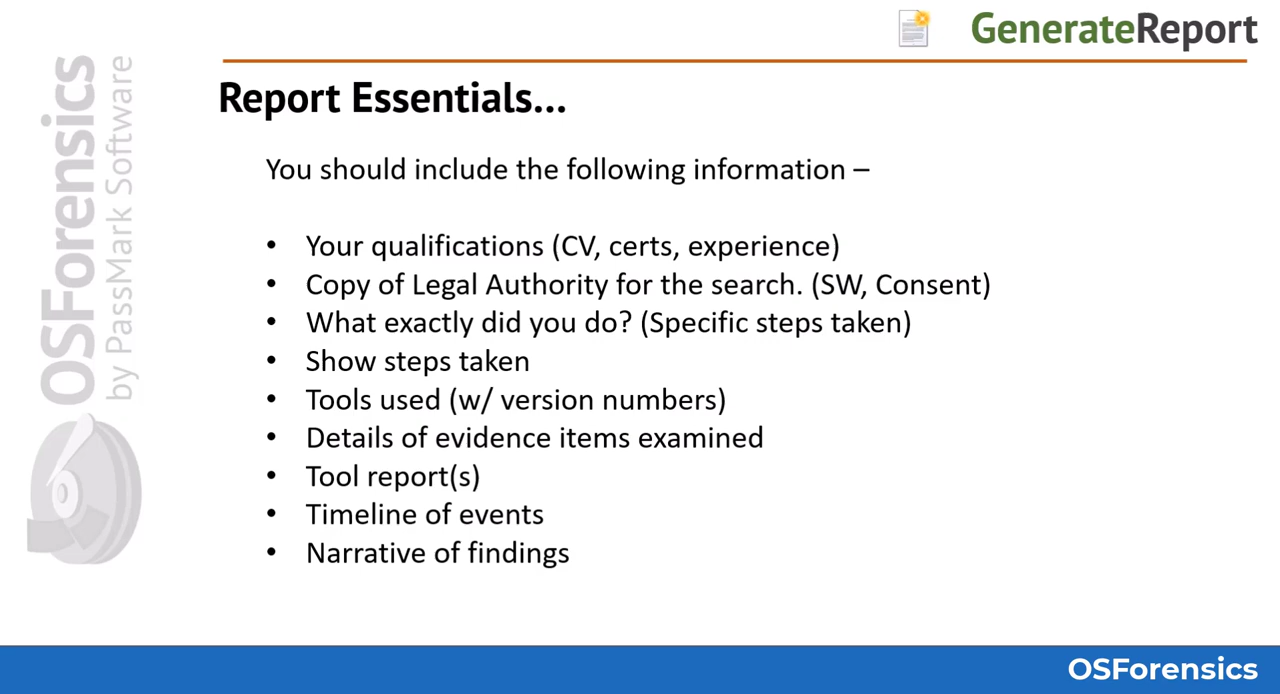 GenerateReport
OSForensics
by PassMark Software
Report Essentials...
You should include the following information –
• Your qualifications (CV, certs, experience)
• Copy of Legal Authority for the search. (SW, Consent)
• What exactly did you do? (Specific steps taken)
• Show steps taken
• Tools used (w/ version numbers)
• Details of evidence items examined
• Tool report(s)
• Timeline of events
• Narrative of findings
OSForensics